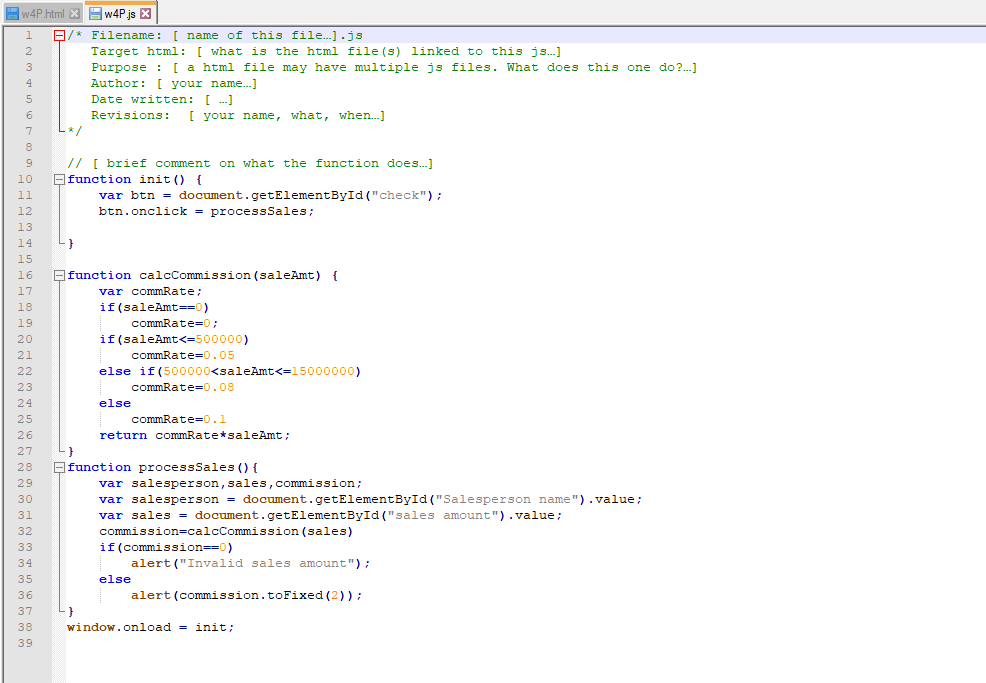 w4P.html w4P.js
1 /* Filename: [ name of this file…].js
2 Target html: [ what is the html file(s) linked to this js…]
3 Purpose : [ a html file may have multiple js files. What does this one do?…]
4 Author: [ your name…]
5 Date written: [ …]
6 Revisions:  [ your name, what, when…]
7 */
8
9 // [ brief comment on what the function does…]
10 function init() {
11 var btn = document.getElementById("check");
12 btn.onclick = processSales;
13
14 }
15
16 function calcCommission(saleAmt) {
17 var commRate;
18 if(saleAmt==0)
19 commRate=0;
20 if(saleAmt<=500000)
21 commRate=0.05
22 else if(500000<saleAmt<=15000000)
23 commRate=0.08
24 else
25 commRate=0.1
26 return commRate*saleAmt;
27 }
28 function processSales(){
29 var salesperson,sales,commission;
30 var salesperson = document.getElementById("Salesperson name").value;
31 var sales = document.getElementById("sales amount").value;
32 commission=calcCommission(sales)
33 if(commission==0)
34 alert("Invalid sales amount");
35 else
36 alert(commission.toFixed(2));
37 }
38 window.onload = init;
39